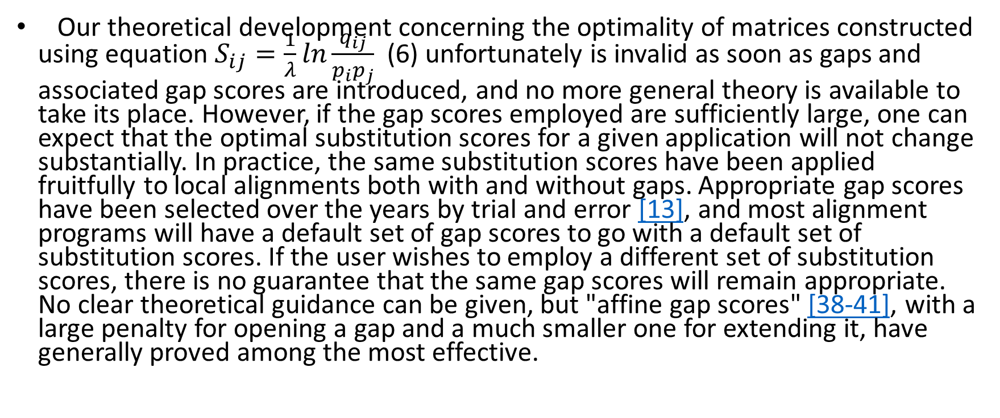 • Our theoretical development concerning the optimality of matrices constructed
using equation $S_{ij} = \frac{1}{\lambda} ln \frac{q_{ij}}{p_i p_j}$ (6) unfortunately is invalid as soon as gaps and
associated gap scores are introduced, and no more general theory is available to
take its place. However, if the gap scores employed are sufficiently large, one can
expect that the optimal substitution scores for a given application will not change
substantially. In practice, the same substitution scores have been applied
fruitfully to local alignments both with and without gaps. Appropriate gap scores
have been selected over the years by trial and error [13], and most alignment
programs will have a default set of gap scores to go with a default set of
substitution scores. If the user wishes to employ a different set of substitution
scores, there is no guarantee that the same gap scores will remain appropriate.
No clear theoretical guidance can be given, but "affine gap scores" [38-41], with a
large penalty for opening a gap and a much smaller one for extending it, have
generally proved among the most effective.